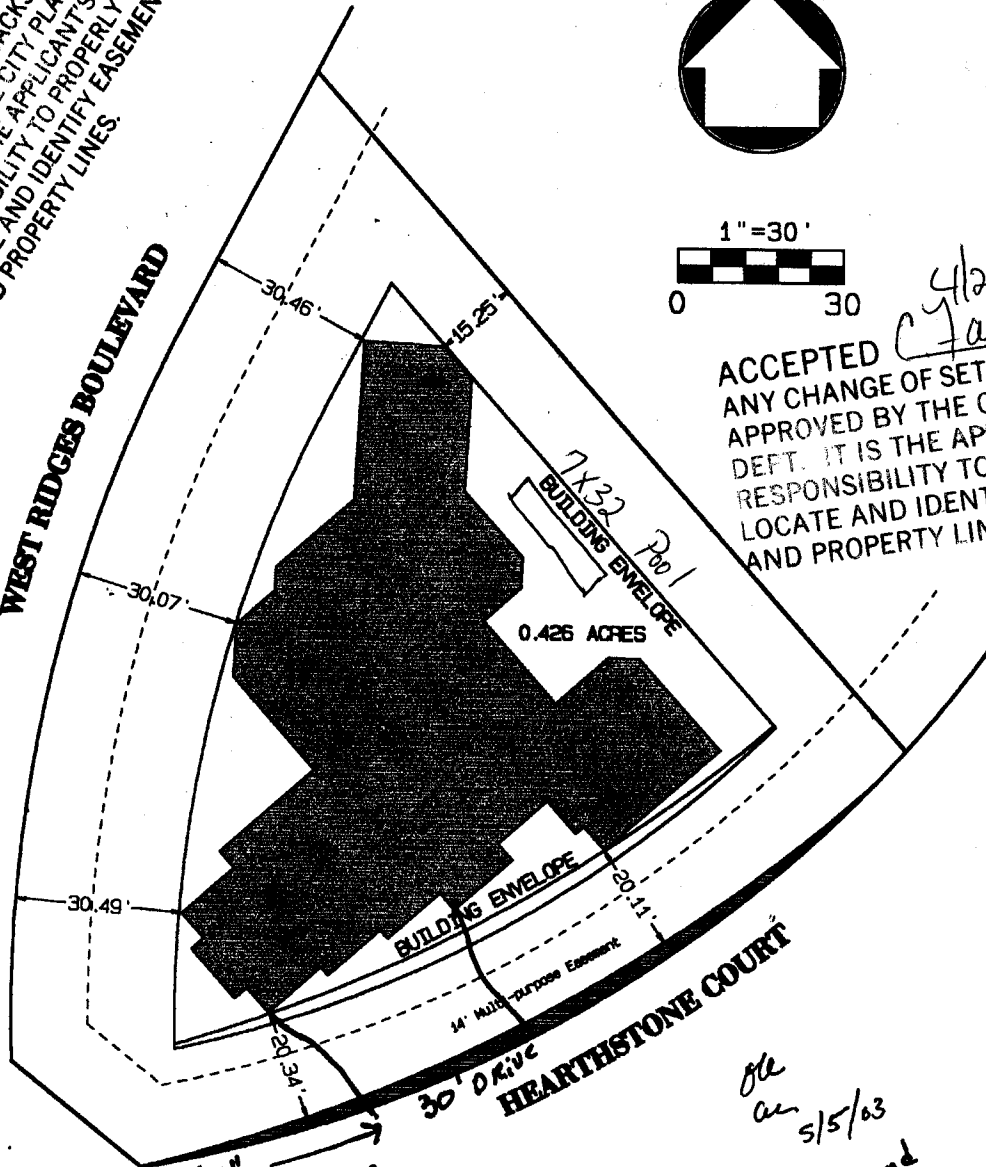 CITY PLA
E APPLICANT'S
BILITY TO PROPERLY
E AND IDENTIFY EASEMEN
PROPERTY LINES.
WEST RIDGES BOULEVARD
30.46'
15.25'
1"=30'
0 30
4/2
ACCEPTED
ANY CHANGE OF SET
APPROVED BY THE C
DEPT. IT IS THE AP
RESPONSIBILITY TO
LOCATE AND IDENT
AND PROPERTY LIN
7X32 Pool
BUILDING ENVELOPE
30.07'
0.426 ACRES
30.49'
BUILDING ENVELOPE
20.11'
14' Multi-purpose Easement
20.34'
30' DRIVE
HEARTHSTONE COURT
5/5/03